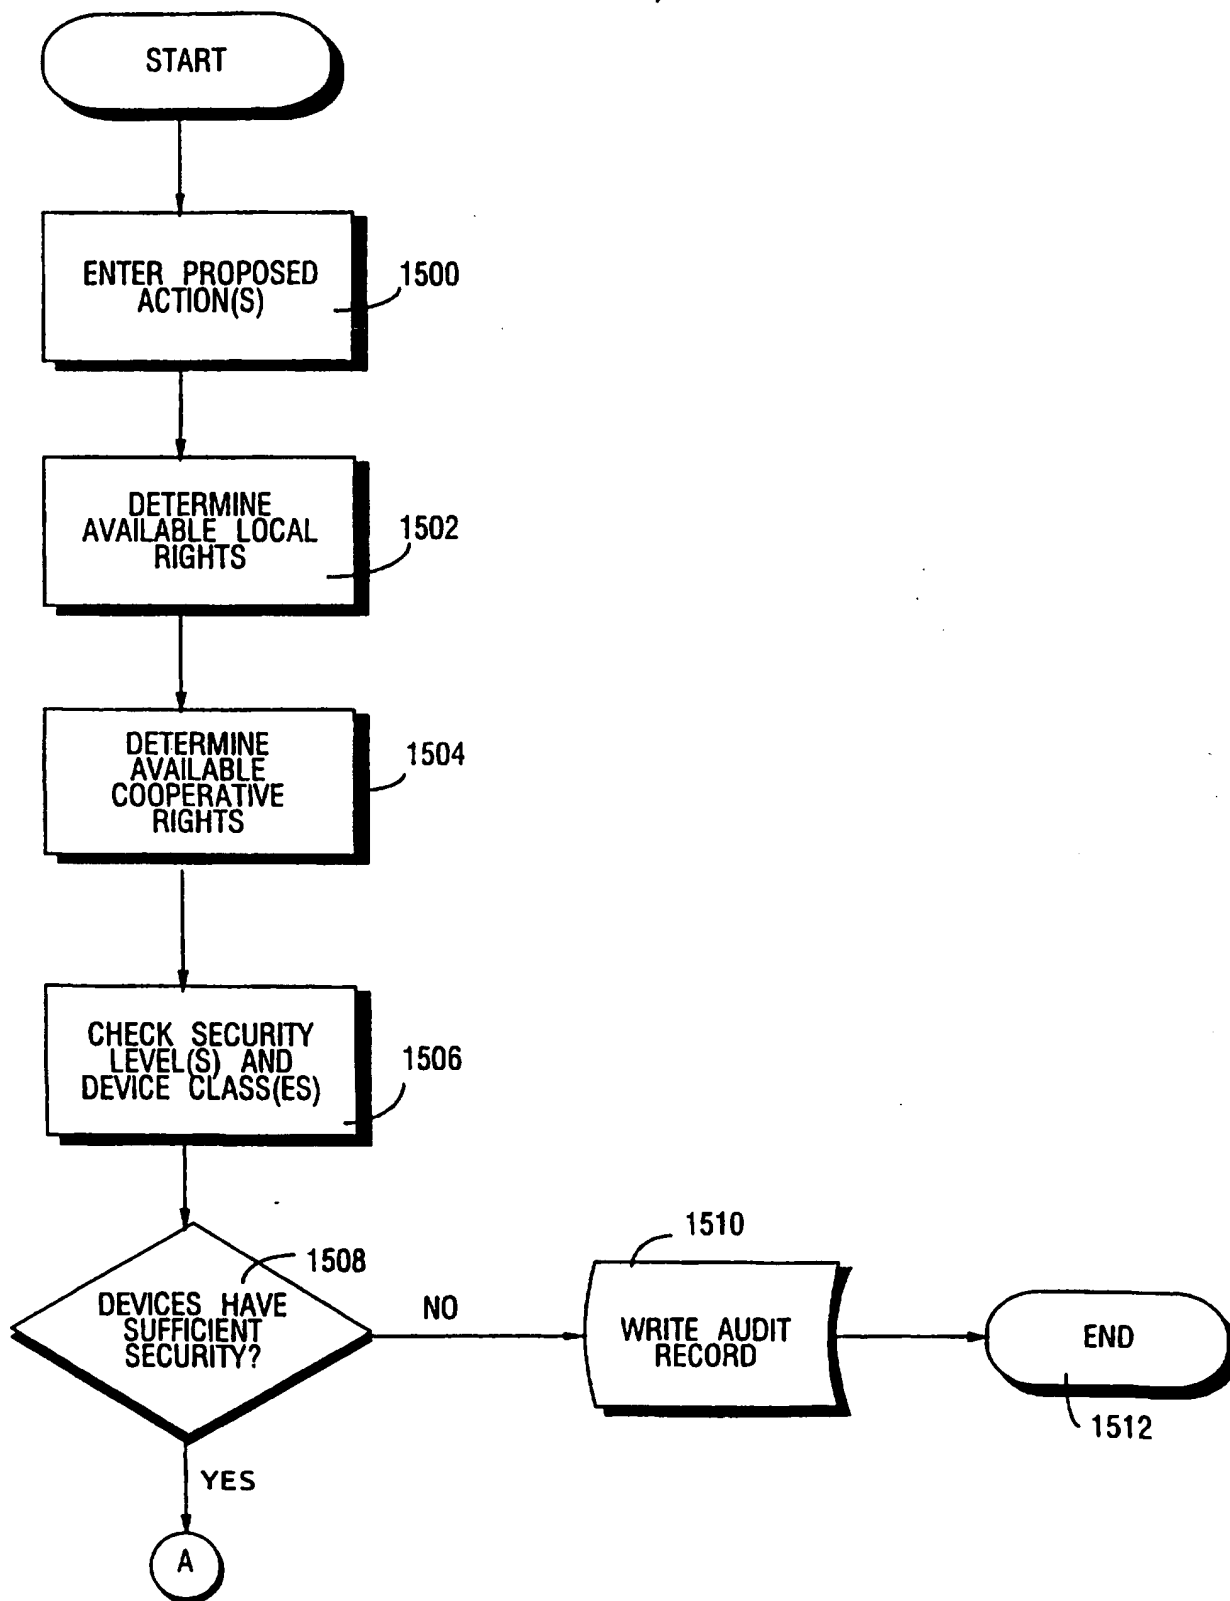 START
ENTER PROPOSED
ACTION(S)
1500
DETERMINE
AVAILABLE LOCAL
RIGHTS
1502
DETERMINE
AVAILABLE
COOPERATIVE
RIGHTS
1504
CHECK SECURITY
LEVEL(S) AND
DEVICE CLASS(ES)
1506
1508
DEVICES HAVE
SUFFICIENT
SECURITY?
NO
1510
WRITE AUDIT
RECORD
END
1512
YES
A